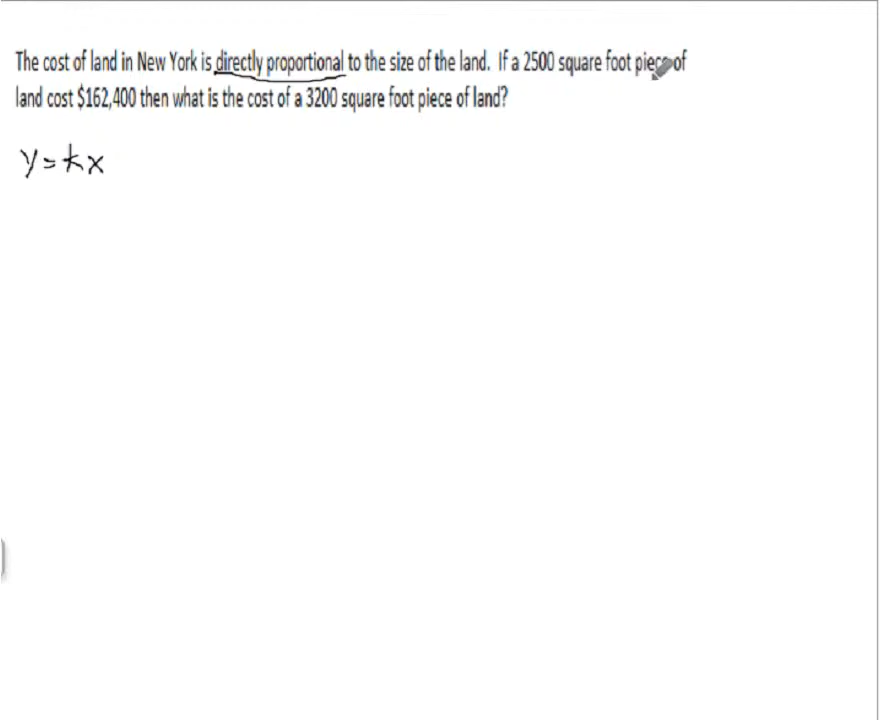 The cost of land in New York is directly proportional to the size of the land. If a 2500 square foot piece of
land cost $162,400 then what is the cost of a 3200 square foot piece of land?
y=kx